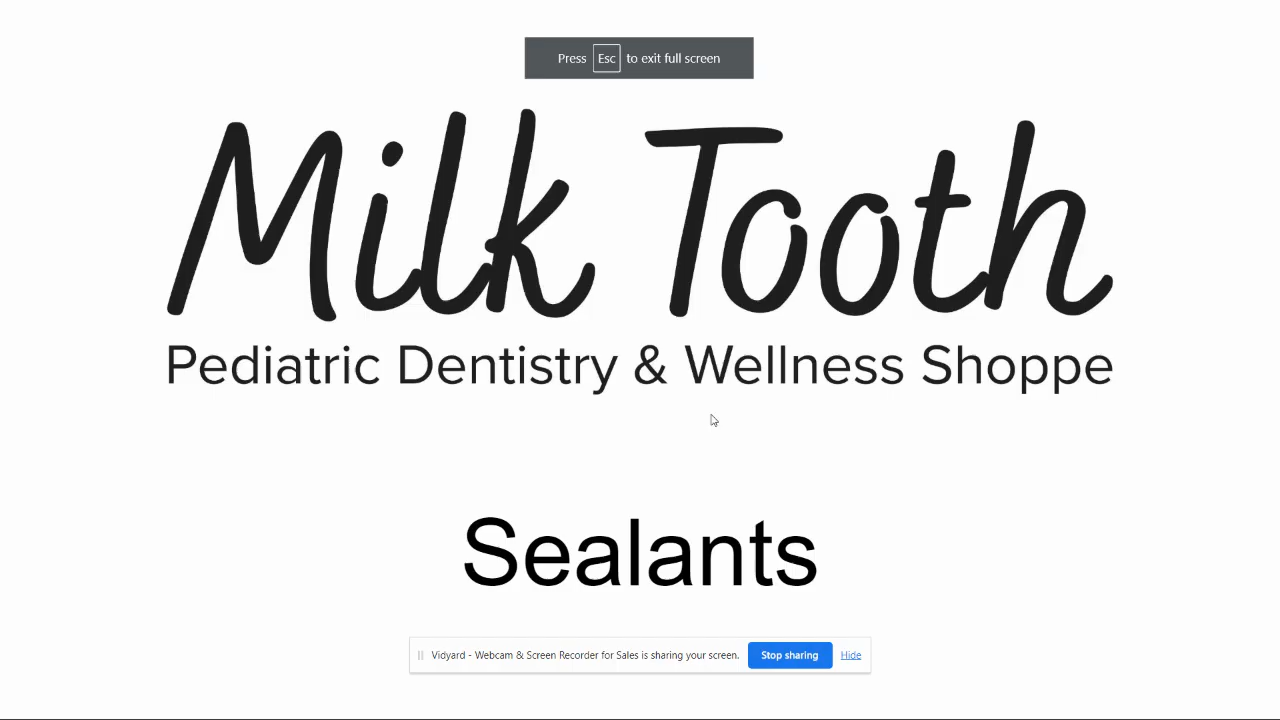 Press Esc to exit full screen
Milk Tooth
Pediatric Dentistry & Wellness Shoppe
Sealants
Vidyard - Webcam & Screen Recorder for Sales is sharing your screen. Stop sharing Hide